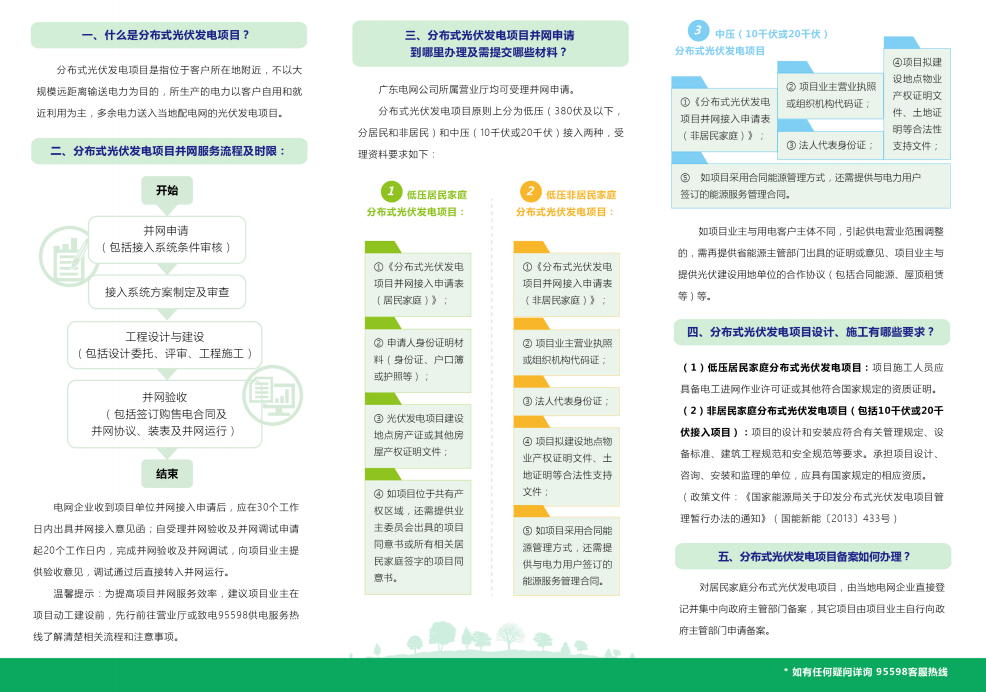 一、什么是分布式光伏发电项目？
分布式光伏发电项目是指位于客户所在地附近，不以大
规模远距离输送电力为目的，所生产的电力以客户自用和就
近利用为主，多余电力送入当地配电网的光伏发电项目。
二、分布式光伏发电项目并网服务流程及时限：
开始
并网申请
（包括接入系统条件审核）
接入系统方案制定及审查
工程设计与建设
（包括设计委托、评审、工程施工）
并网验收
（包括签订购售电合同及
并网协议、装表及并网运行）
结束
电网企业收到项目单位并网接入申请后，应在30个工作
日内出具并网接入意见函；自受理并网验收及并网调试申请
起20个工作日内，完成并网验收及并网调试，向项目业主提
供验收意见，调试通过后直接转入并网运行。
温馨提示：为提高项目并网服务效率，建议项目业主在
项目动工建设前，先行前往营业厅或致电95598供电服务热
线了解清楚相关流程和注意事项。
三、分布式光伏发电项目并网申请
到哪里办理及需提交哪些材料？
广东电网公司所属营业厅均可受理并网申请。
分布式光伏发电项目原则上分为低压（380伏及以下，
分居民和非居民）和中压（10千伏或20千伏）接入两种，受
理资料要求如下：
1 低压居民家庭
分布式光伏发电项目：
①《分布式光伏发电
项目并网接入申请表
（居民家庭）》；
② 申请人身份证明材
料（身份证、户口簿
或护照等）；
③ 光伏发电项目建设
地点房产证或其他房
屋产权证明文件；
④ 如项目位于共有产
权区域，还需提供业
主委员会出具的项目
同意书或所有相关居
民家庭签字的项目同
意书。
2 低压非居民家庭
分布式光伏发电项目：
①《分布式光伏发电
项目并网接入申请表
（非居民家庭）》；
② 项目业主营业执照
或组织机构代码证；
③ 法人代表身份证；
④ 项目拟建设地点物
业产权证明文件、土
地证明等合法性支持
文件；
⑤ 如项目采用合同能
源管理方式，还需提
供与电力用户签订的
能源服务管理合同。
3 中压（10千伏或20千伏）
分布式光伏发电项目
①《分布式光伏发电
项目并网接入申请表
（非居民家庭）》；
② 项目业主营业执照
或组织机构代码证；
③ 法人代表身份证；
④项目拟建
设地点物业
产权证明文
件、土地证
明等合法性
支持文件；
⑤ 如项目采用合同能源管理方式，还需提供与电力用户
签订的能源服务管理合同。
如项目业主与用电客户主体不同，引起供电营业范围调整
的，需再提供省能源主管部门出具的证明或意见、项目业主与
提供光伏建设用地单位的合作协议（包括合同能源、屋顶租赁
等）等。
四、分布式光伏发电项目设计、施工有哪些要求？
（1）低压居民家庭分布式光伏发电项目：项目施工人员应
具备电工进网作业许可证或其他符合国家规定的资质证明。
（2）非居民家庭分布式光伏发电项目（包括10千伏或20千
伏接入项目）：项目的设计和安装应符合有关管理规定、设
备标准、建筑工程规范和安全规范等要求。承担项目设计、
咨询、安装和监理的单位，应具有国家规定的相应资质。
（政策文件：《国家能源局关于印发分布式光伏发电项目管
理暂行办法的通知》（国能新能〔2013〕433号）
五、分布式光伏发电项目备案如何办理？
对居民家庭分布式光伏发电项目，由当地电网企业直接登
记并集中向政府主管部门备案，其它项目由项目业主自行向政
府主管部门申请备案。
* 如有任何疑问详询 95598客服热线